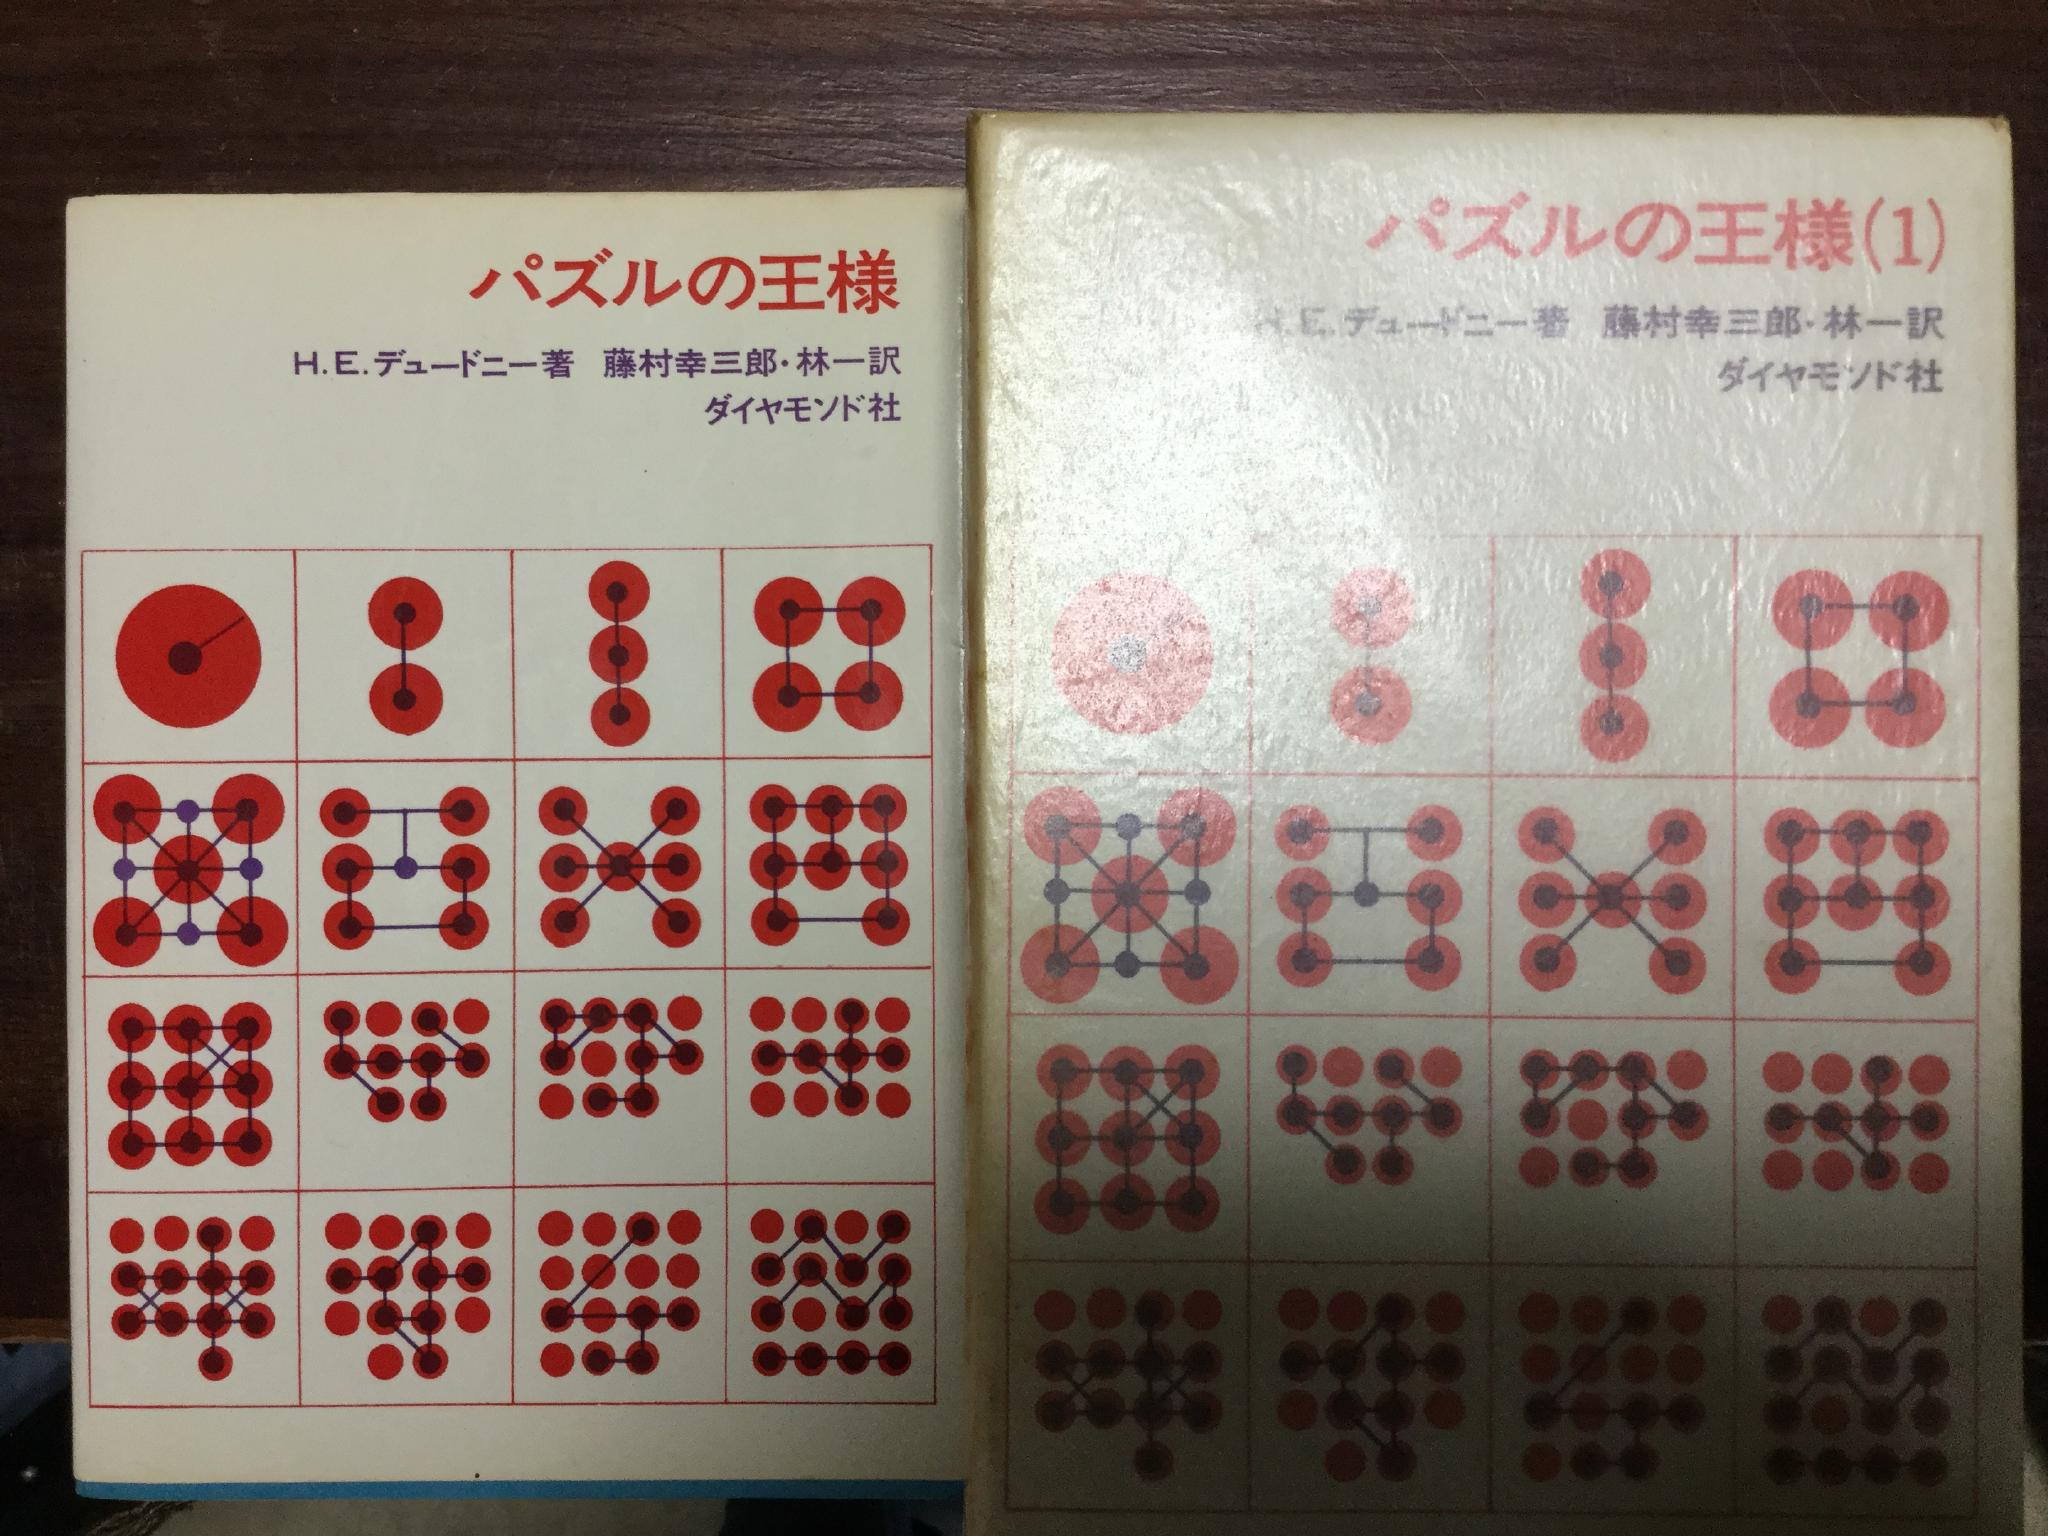 パズルの王様
H.E.デュードニー著 藤村幸三郎・林一訳
ダイヤモンド社
パズルの王様(1)
H.E.デュードニー著 藤村幸三郎・林一訳
ダイヤモンド社